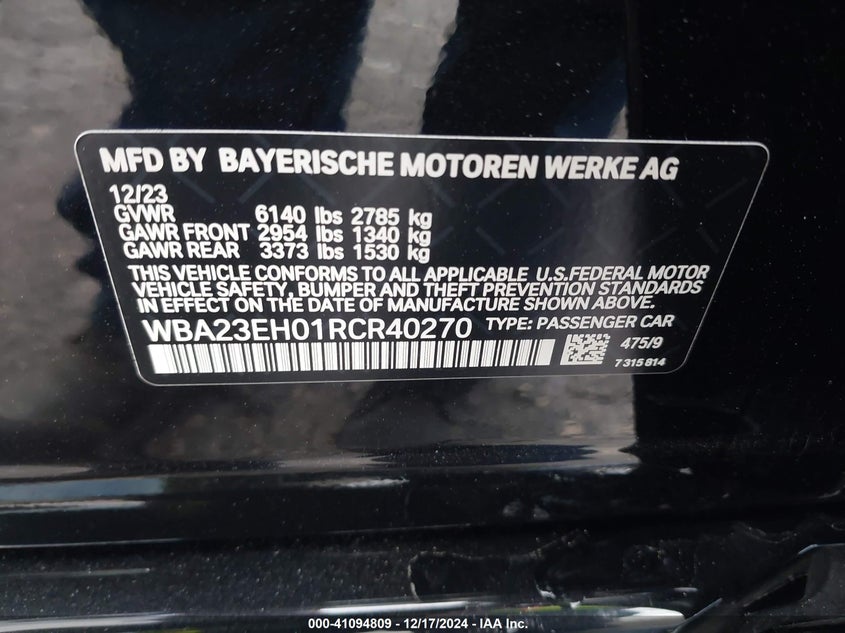 MFD BY BAYERISCHE MOTOREN WERKE AG
12/23
GVWR 6140 lbs 2785 kg
GAWR FRONT 2954 lbs 1340 kg
GAWR REAR 3373 lbs 1530 kg
THIS VEHICLE CONFORMS TO ALL APPLICABLE U.S.FEDERAL MOTOR
VEHICLE SAFETY, BUMPER, AND THEFT PREVENTION STANDARDS
IN EFFECT ON THE DATE OF MANUFACTURE SHOWN ABOVE.
WBA23EH01RCR40270 TYPE: PASSENGER CAR
475/9
7 315 814
000-41094809 - 12/17/2024 - IAA Inc.